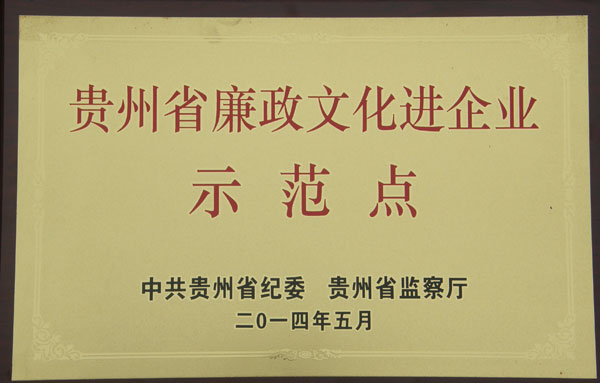 贵州省廉政文化进企业
示范点
中共贵州省纪委 贵州省监察厅
二0一四年五月